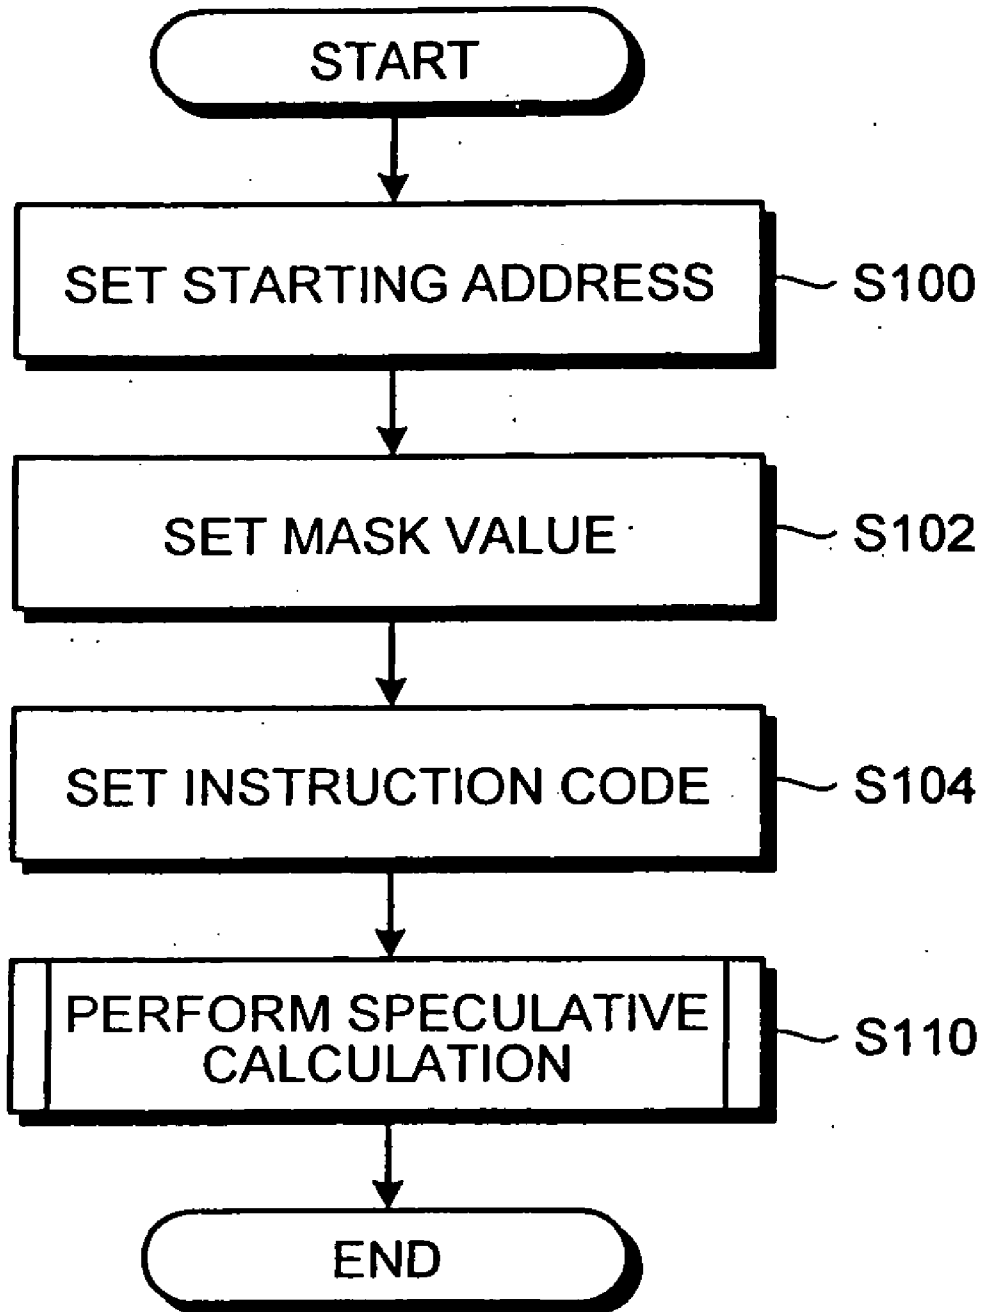 START
SET STARTING ADDRESS
S100
SET MASK VALUE
S102
SET INSTRUCTION CODE
S104
PERFORM SPECULATIVE
CALCULATION
S110
END